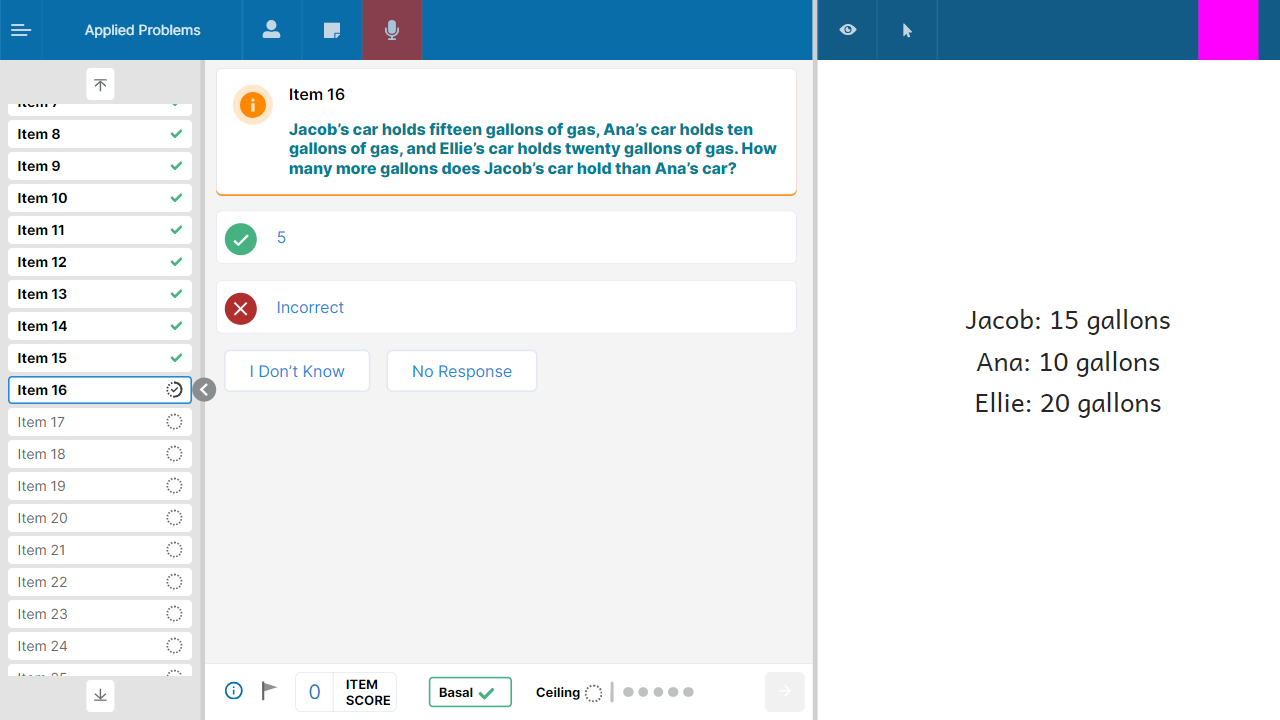 Applied Problems
Item 7
Item 8
Item 9
Item 10
Item 11
Item 12
Item 13
Item 14
Item 15
Item 16
Item 17
Item 18
Item 19
Item 20
Item 21
Item 22
Item 23
Item 24
Item 25
Item 16
Jacob’s car holds fifteen gallons of gas, Ana’s car holds ten
gallons of gas, and Ellie’s car holds twenty gallons of gas. How
many more gallons does Jacob’s car hold than Ana’s car?
5
Incorrect
I Don’t Know
No Response
0
ITEM
SCORE
Basal
Ceiling
Jacob: 15 gallons
Ana: 10 gallons
Ellie: 20 gallons